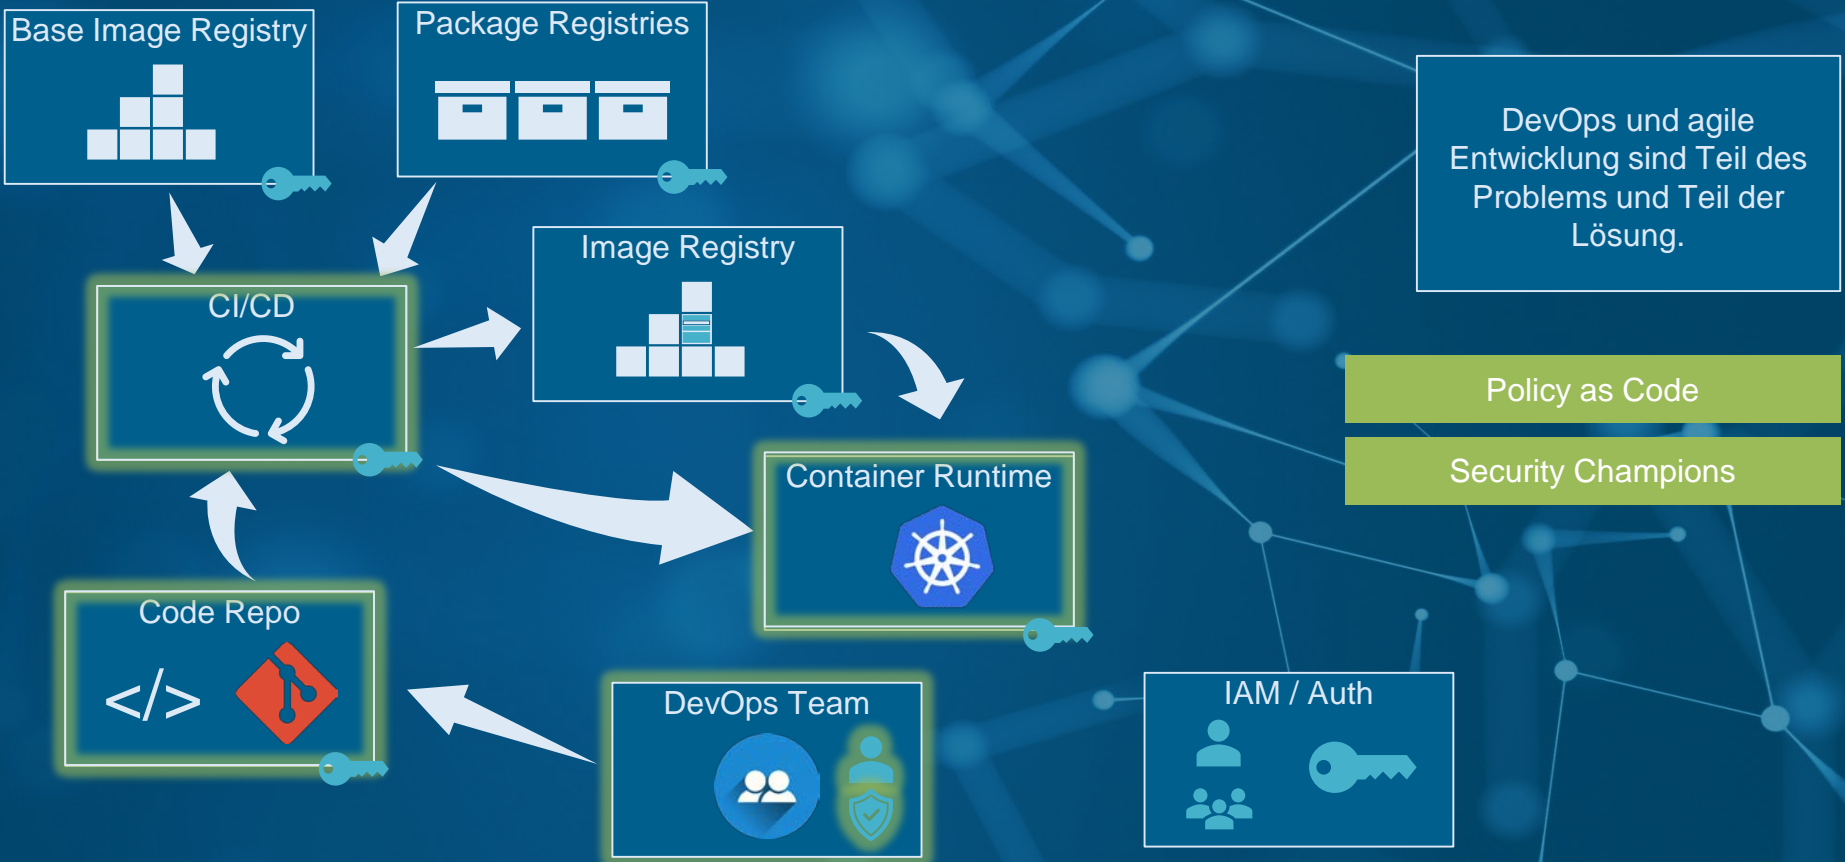 Base Image Registry
Package Registries
DevOps und agile
Entwicklung sind Teil des
Problems und Teil der
Lösung.
Image Registry
CI/CD
Policy as Code
Container Runtime
Security Champions
Code Repo
</>
DevOps Team
IAM / Auth